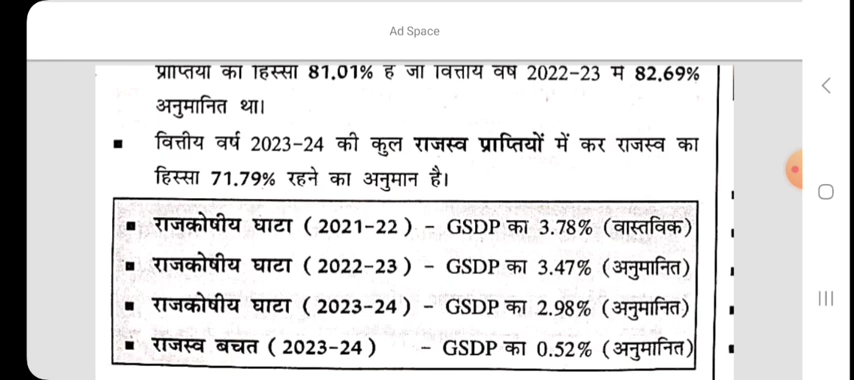 Ad Space
प्राप्तियों का हिस्सा 81.01% है जो वित्तीय वर्ष 2022-23 में 82.69%
अनुमानित था।
▪ वित्तीय वर्ष 2023-24 की कुल राजस्व प्राप्तियों में कर राजस्व का
हिस्सा 71.79% रहने का अनुमान है।
▪ राजकोषीय घाटा ( 2021-22 ) - GSDP का 3.78% (वास्तविक)
▪ राजकोषीय घाटा ( 2022-23 ) - GSDP का 3.47% (अनुमानित)
▪ राजकोषीय घाटा ( 2023-24 ) - GSDP का 2.98% (अनुमानित)
▪ राजस्व बचत ( 2023-24 ) - GSDP का 0.52% (अनुमानित)